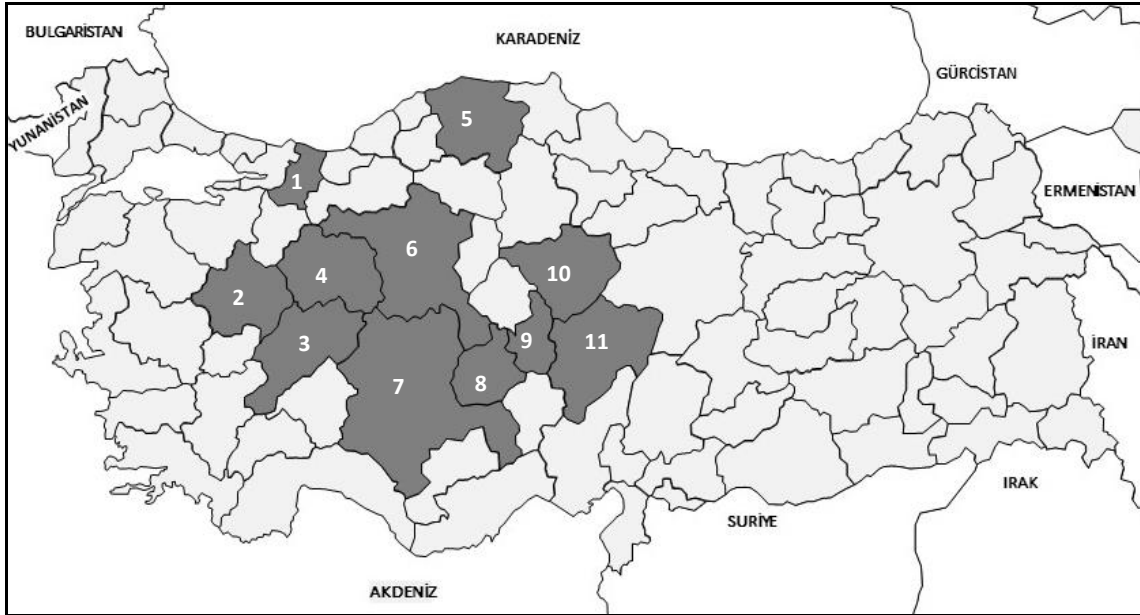 BULGARİSTAN
KARADENİZ
GÜRCİSTAN
YUNANİSTAN
5
1
ERMENİSTAN
6
4
10
2
3
9
11
İRAN
7
8
IRAK
SURİYE
AKDENİZ